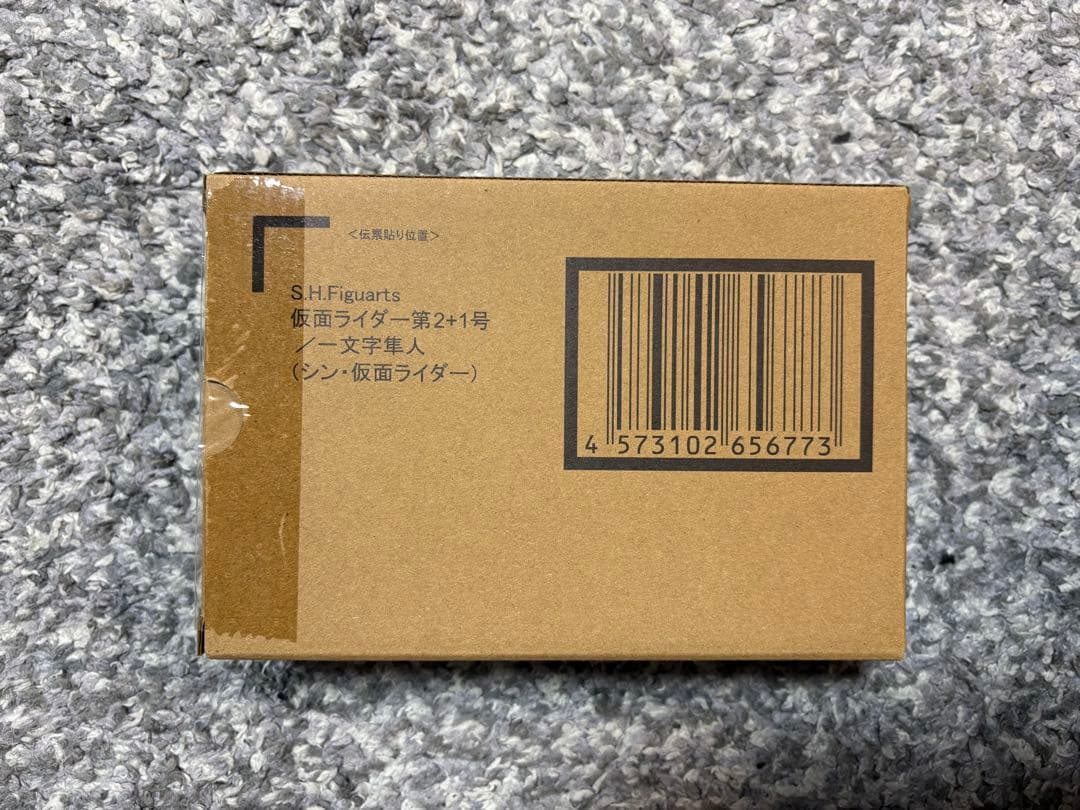 ＜伝票貼り位置＞
S.H.Figuarts
仮面ライダー第2+1号
／一文字隼人
（シン・仮面ライダー）
4 573102 656773